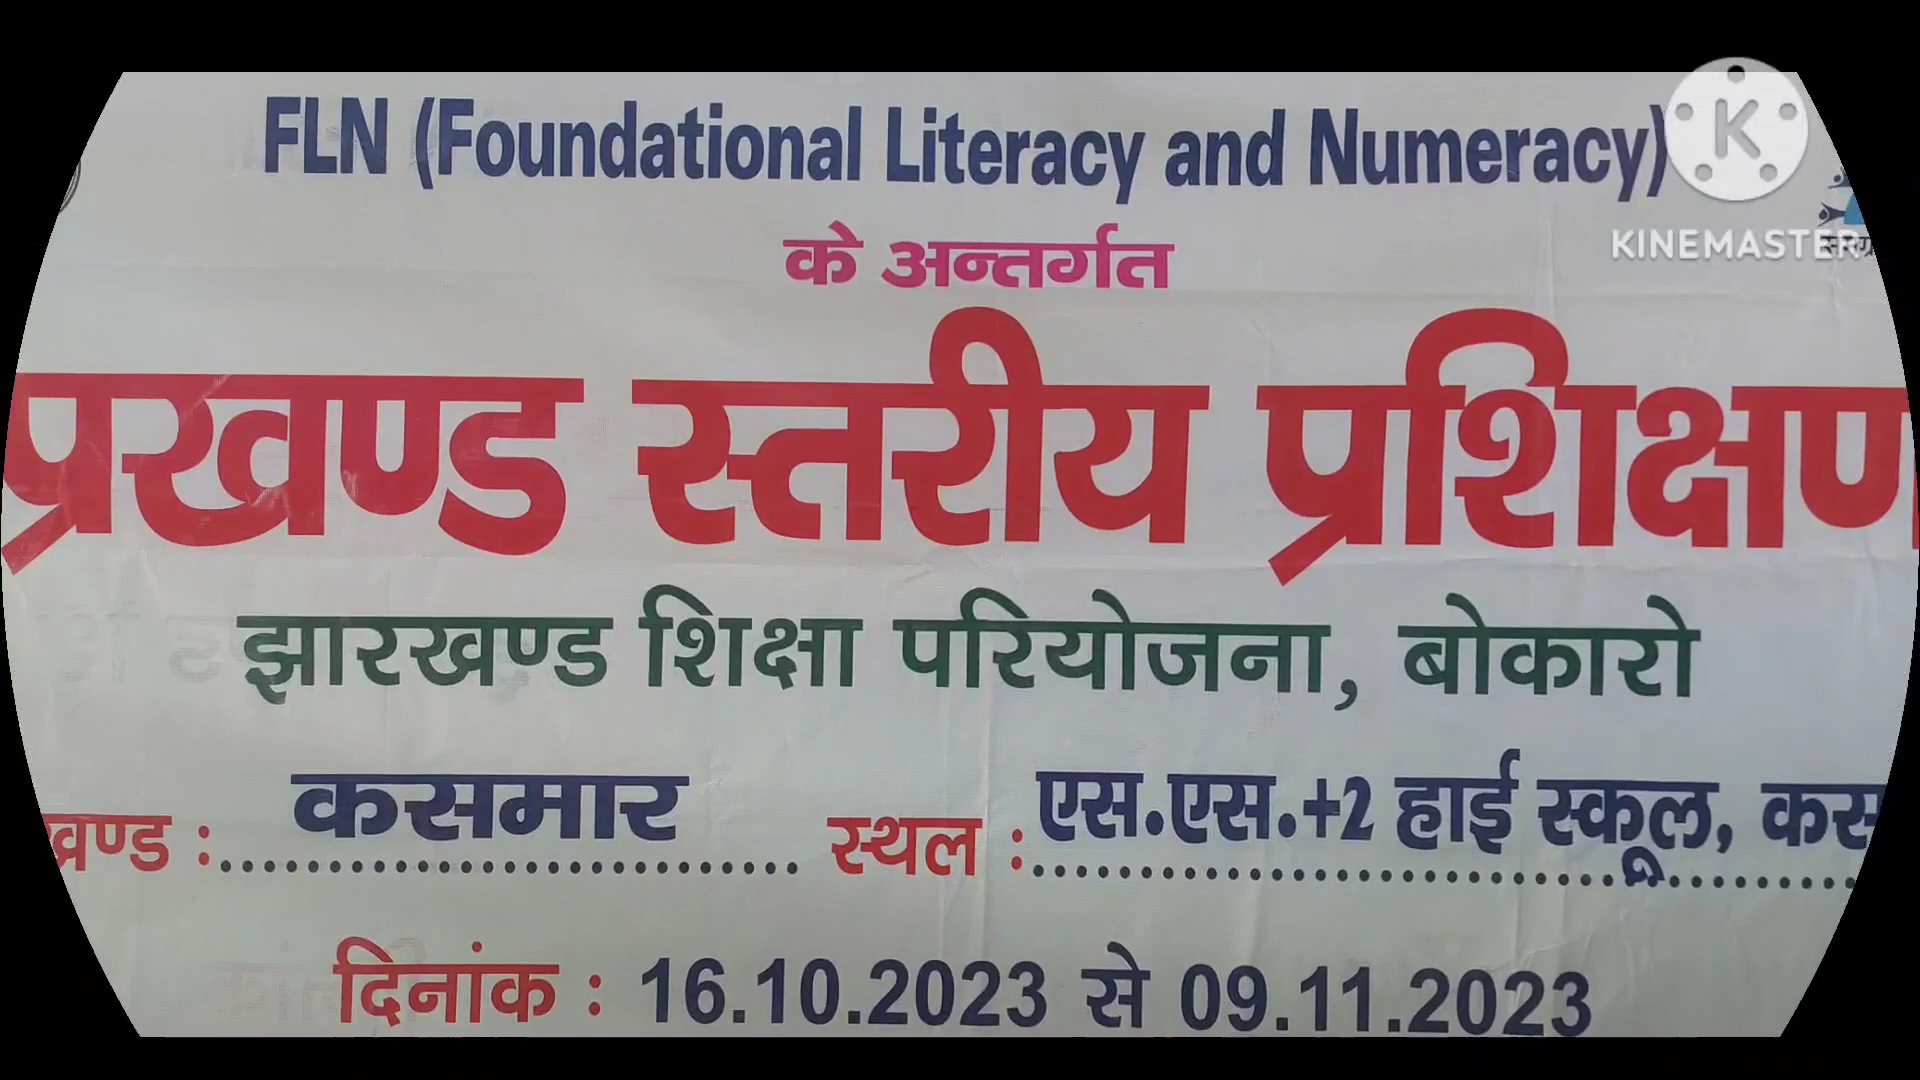 FLN (Foundational Literacy and Numeracy)
के अन्तर्गत
प्रखण्ड स्तरीय प्रशिक्षण
झारखण्ड शिक्षा परियोजना, बोकारो
कसमार
स्थल : एस.एस.+2 हाई स्कूल,
दिनांक : 16.10.2023 से 09.11.2023
K
KINEMASTER